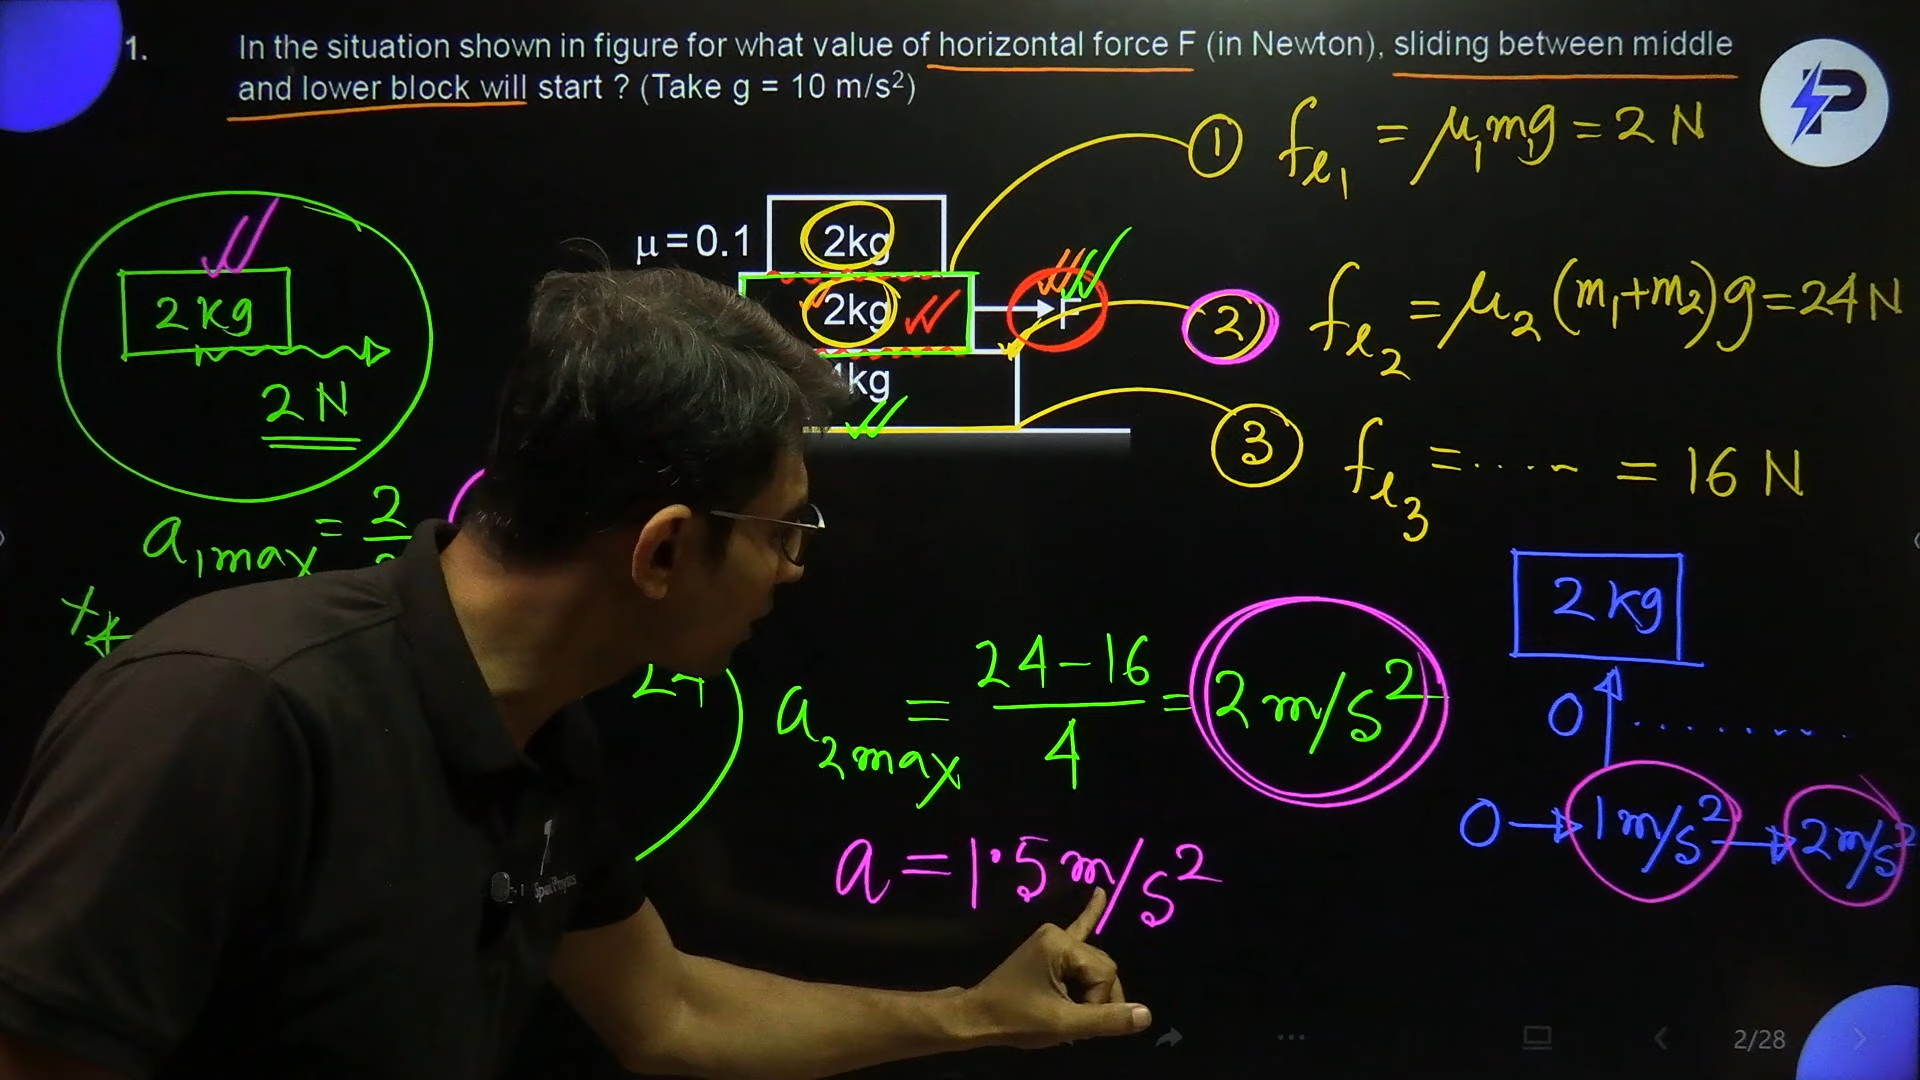 1. In the situation shown in figure for what value of horizontal force F (in Newton), sliding between middle
and lower block will start ? (Take g = 10 m/s²)
P
① fℓ₁ = μ₁m₁g = 2 N
μ = 0.1 2kg
2kg F
② fℓ₂ = μ₂(m₁+m₂)g = 24 N
2 kg
2 N
kg
③ fℓ₃ = ..... = 16 N
a₁max = 2
2 kg
a₂max = 24-16/4 = 2 m/s²
0 ........
0 → 1 m/s² → 2 m/s²
a = 1.5 m/s²
2/28